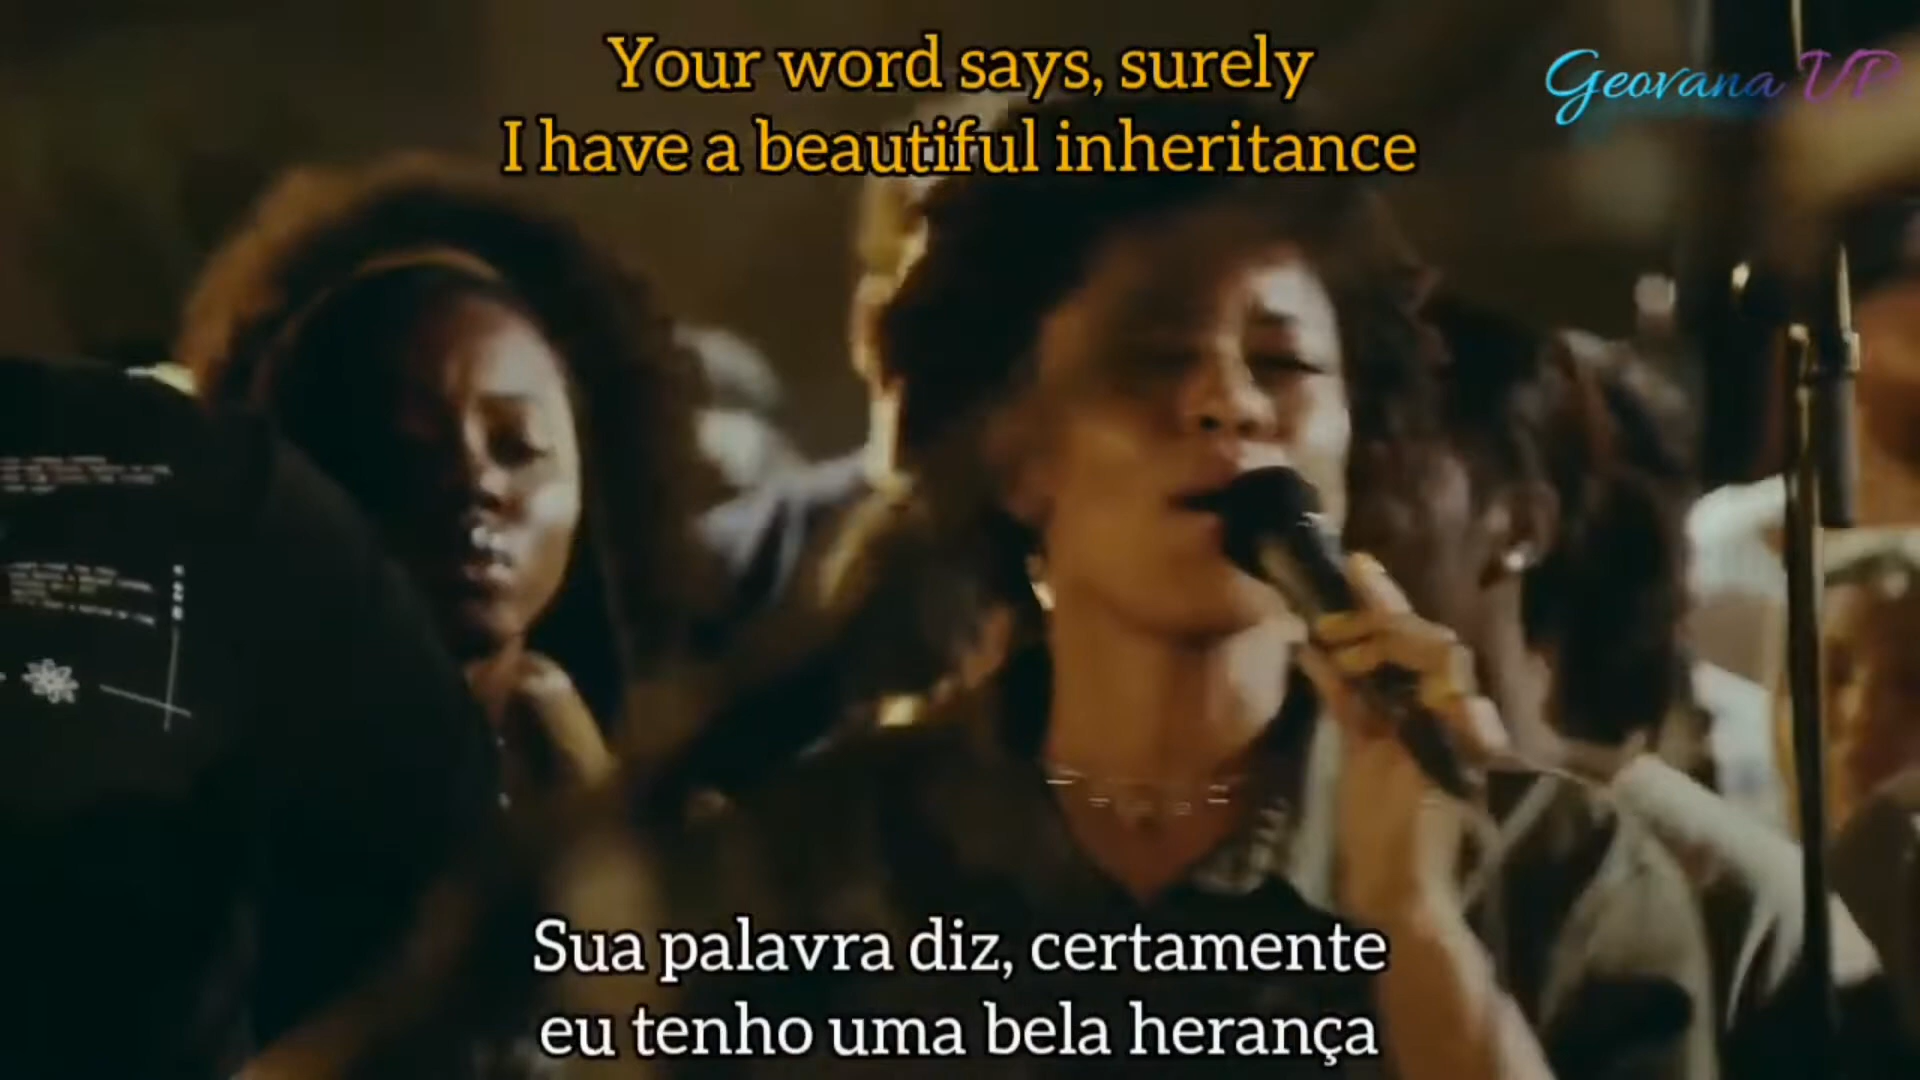 Your word says, surely
I have a beautiful inheritance
Geovana VP
Sua palavra diz, certamente
eu tenho uma bela herança